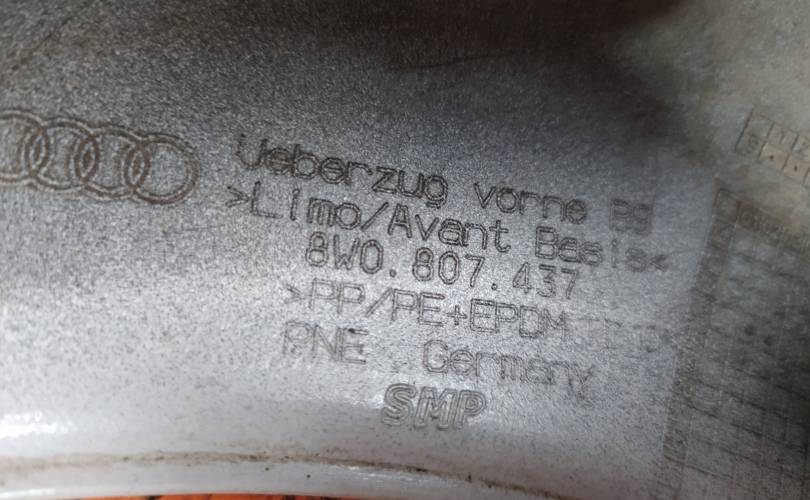 Ueberzug vorne B9
>Limo/Avant Basis<
8W0.807.437
>PP/PE+EPDM
PNE Germany
SMP